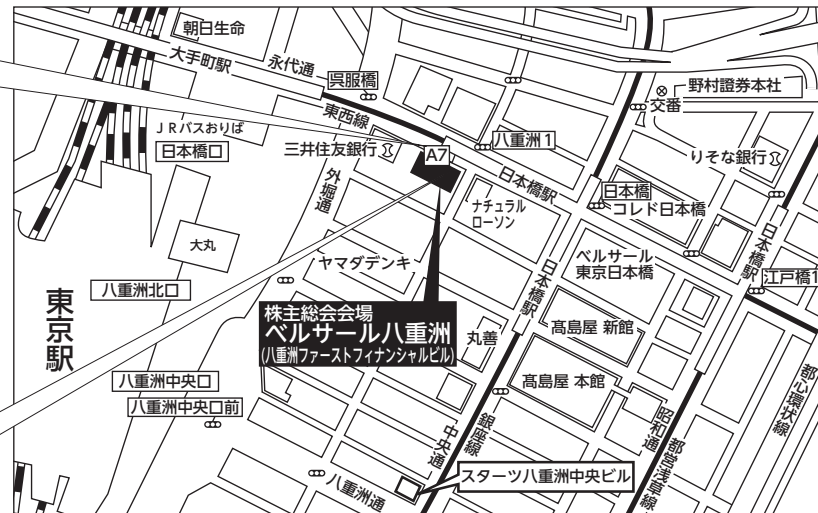 朝日生命
大手町駅
永代通
呉服橋
東西線
野村證券本社
交番
JRバスおりば
日本橋口
三井住友銀行
A7
八重洲1
りそな銀行
外堀通
日本橋駅
日本橋
コレド日本橋
ナチュラル
ローソン
大丸
ヤマダデンキ
ベルサール
東京日本橋
日本橋駅
日本橋駅
江戸橋1
八重洲北口
東京駅
株主総会会場
ベルサール八重洲
(八重洲ファーストフィナンシャルビル)
丸善
髙島屋 新館
髙島屋 本館
八重洲中央口
八重洲中央口前
中央通
銀座線
昭和通
都営浅草線
都心環状線
八重洲通
スターツ八重洲中央ビル